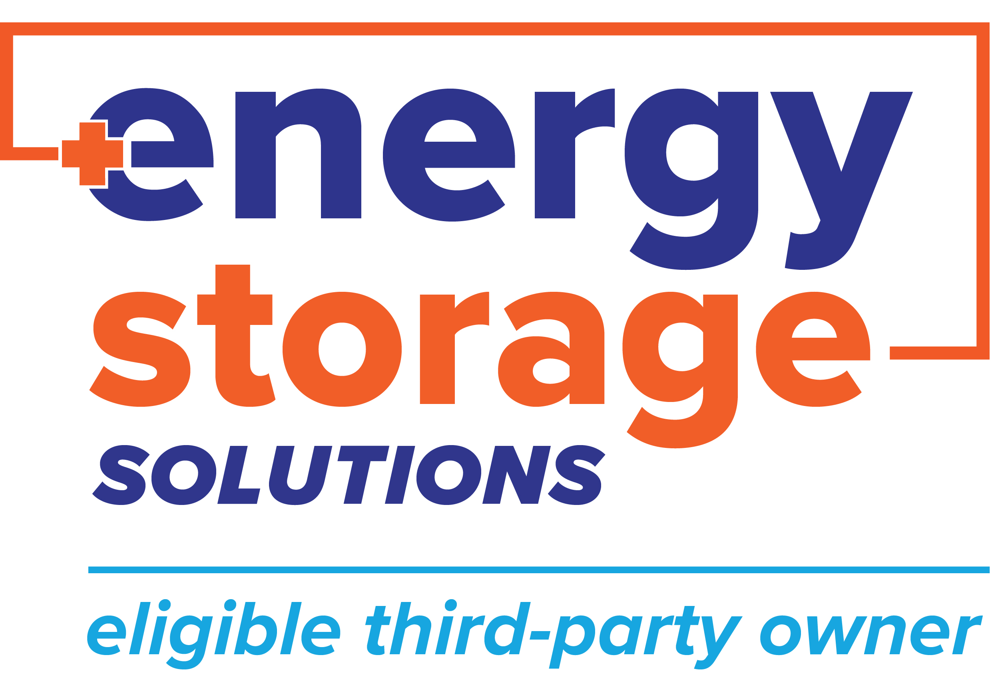 energy
storage
SOLUTIONS
eligible third-party owner